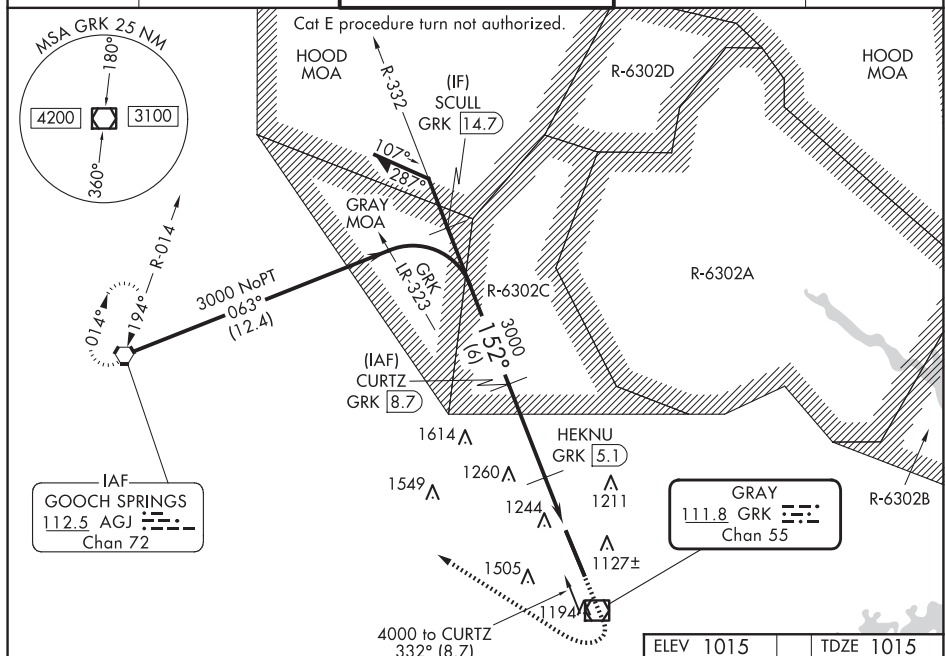 Cat E procedure turn not authorized.
MSA GRK 25 NM
180°
4200
3100
360°
HOOD
MOA
R-332
(IF)
SCULL
GRK 14.7
R-6302D
HOOD
MOA
107°
287°
GRAY
MOA
GRK
LR-323
R-6302C
R-6302A
R-014
194°
014°
3000 NoPT
063°
(12.4)
3000
152°
(6)
(IAF)
CURTZ
GRK 8.7
1614
HEKNU
GRK 5.1
1260
1549
1211
1244
R-6302B
IAF
GOOCH SPRINGS
112.5 AGJ
Chan 72
GRAY
111.8 GRK
Chan 55
1127±
1505
1194
4000 to CURTZ
332° (8.7)
ELEV 1015
TDZE 1015